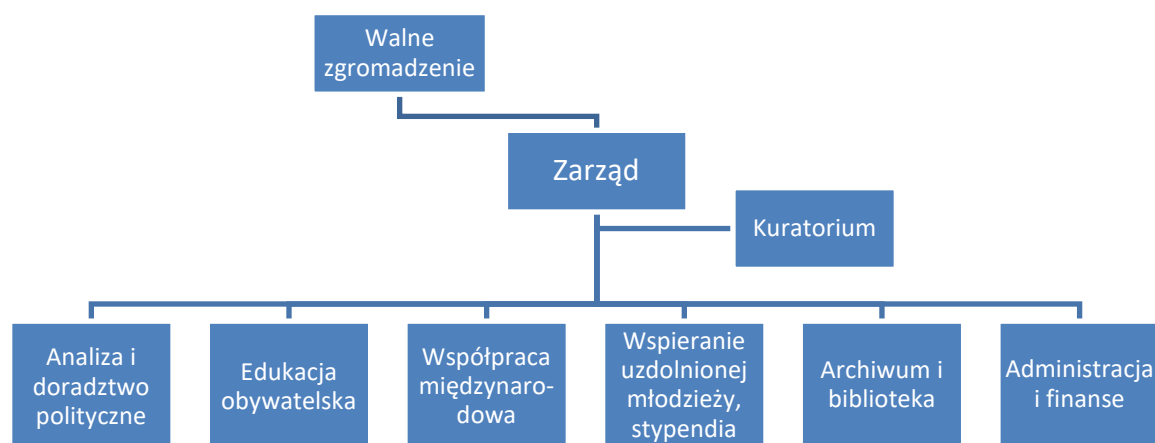 Walne
zgromadzenie
Zarząd
Kuratorium
Analiza i
doradztwo
polityczne
Edukacja
obywatelska
Współpraca
międzynaro-
dowa
Wspieranie
uzdolnionej
młodzieży,
stypendia
Archiwum i
biblioteka
Administracja
i finanse